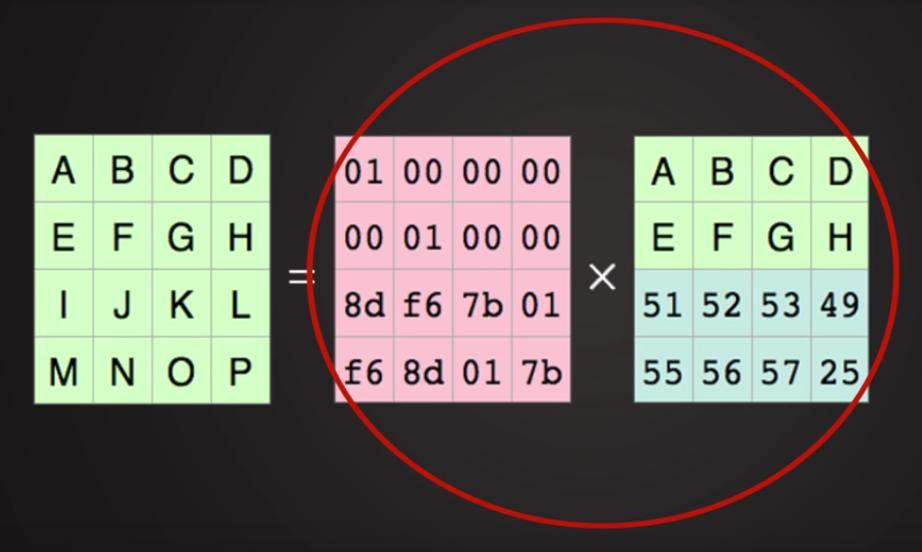 A B C D = 01 00 00 00 × A B C D
E F G H 00 01 00 00 E F G H
I J K L 8d f6 7b 01 51 52 53 49
M N O P f6 8d 01 7b 55 56 57 25